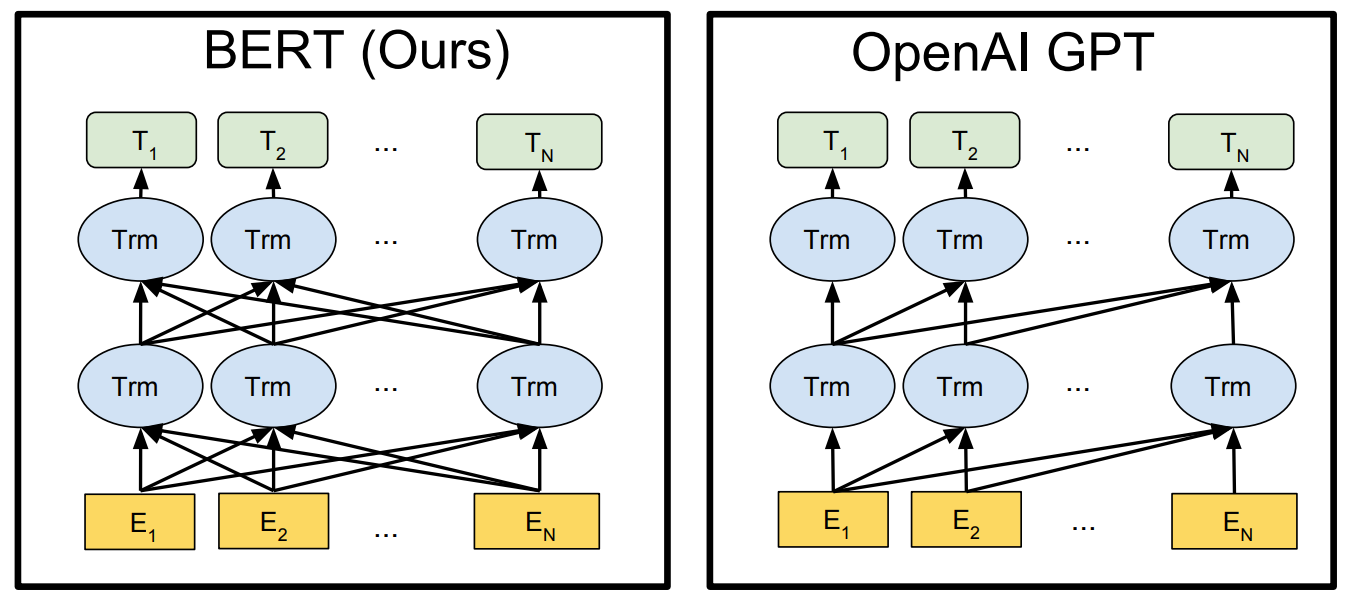 BERT (Ours)
T1 T2 ... TN
Trm Trm ... Trm
Trm Trm ... Trm
E1 E2 ... EN
OpenAI GPT
T1 T2 ... TN
Trm Trm ... Trm
Trm Trm ... Trm
E1 E2 ... EN